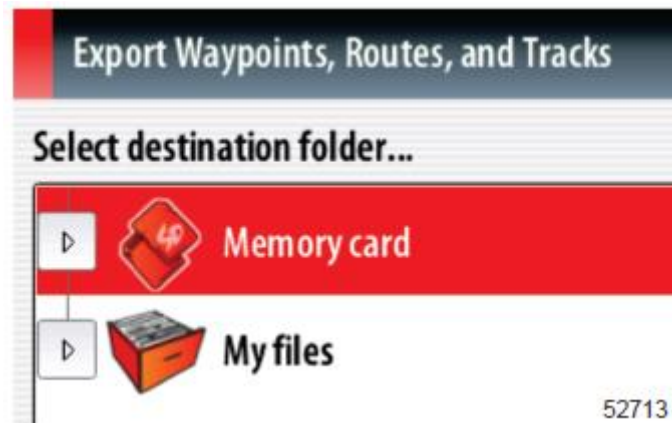 Export Waypoints, Routes, and Tracks
Select destination folder...
Memory card
My files
52713